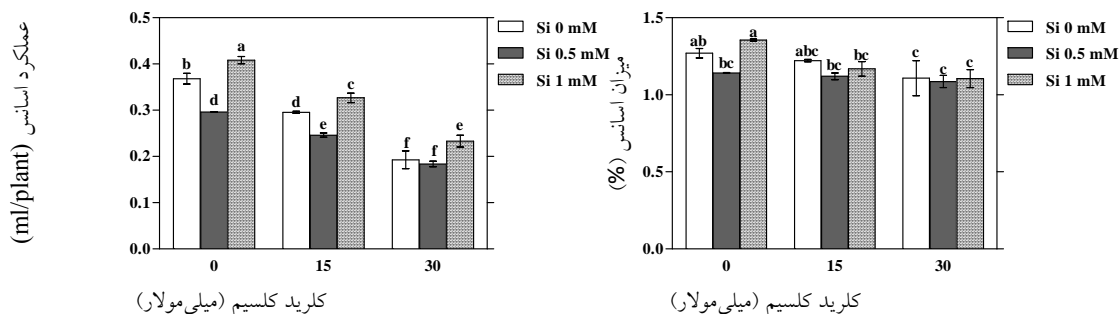 عملکرد اسانس (ml/plant)
0.5
0.4
0.3
0.2
0.1
0.0
b
d
a
d
e
c
f
f
e
0 15 30
کلرید کلسیم (میلی‌مولار)
Si 0 mM
Si 0.5 mM
Si 1 mM
میزان اسانس (%)
1.5
1.0
0.5
0.0
ab
bc
a
abc
bc
bc
c
c
c
0 15 30
کلرید کلسیم (میلی‌مولار)
Si 0 mM
Si 0.5 mM
Si 1 mM